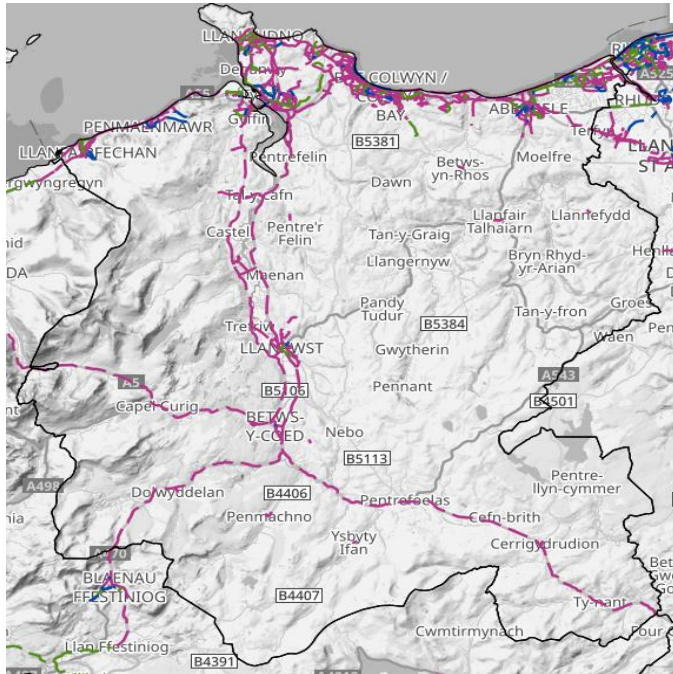 Deganwy
COLWYN /
BAY
A525
PENMAENMAWR
Pentrefelin
B5381
Betws-
yn-Rhos
Moelfre
Dawn
Tal-y-Cafn
Castell
Pentre'r
Felin
Llanfair
Talhaiarn
Llannefydd
Tan-y-Graig
Llangernyw
Bryn Rhyd-
yr-Arian
Maenan
Pandy
Tudur
Tan-y-fron
Trefriw
B5384
Waen
LLANRWST
Gwytherin
A543
A5
B5106
Pennant
B4501
Capel Curig
BETWS-
Y-COED
Nebo
B5113
Pentre-
llyn-cymmer
Dolwyddelan
B4406
Pentrefoelas
Penmachno
Cefn-brith
Ysbyty
Ifan
Cerrigydrudion
BLAENAU
FFESTINIOG
B4407
Ty-nant
Cwmtirmynach
Llan Ffestiniog
B4391